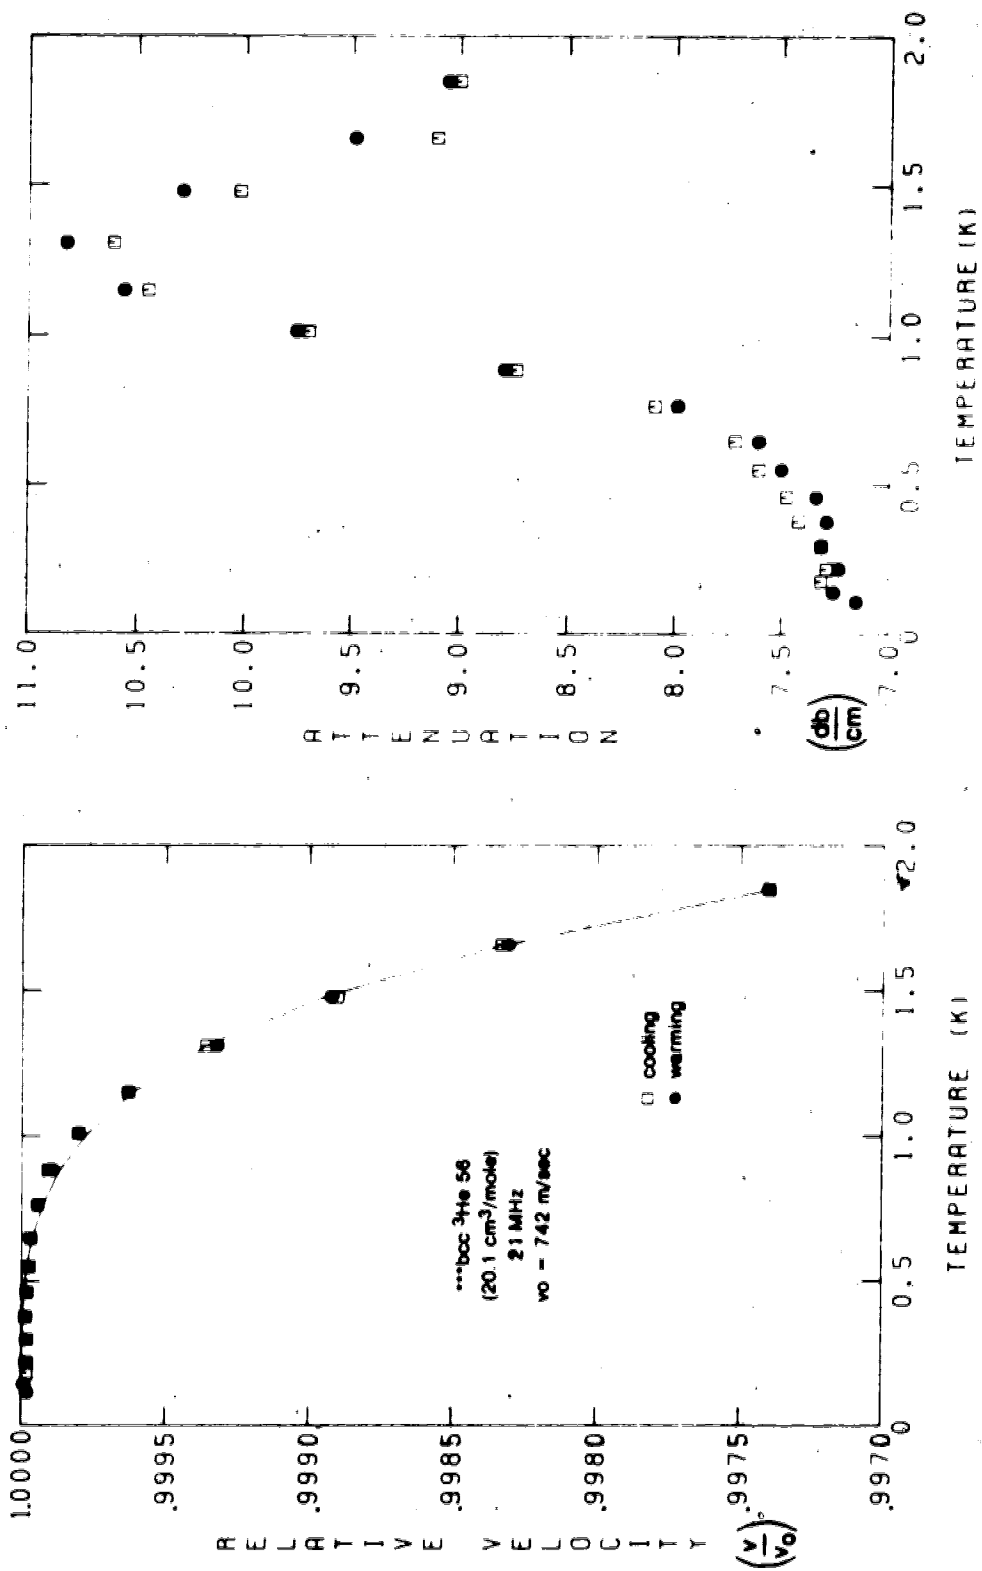 1.0000
.9995
.9990
.9985
.9980
.9975
.9970
RELATIVE VELOCITY
(v/vo)
0
0.5
1.0
1.5
2.0
TEMPERATURE (K)
***bcc ³He 56
(20.1 cm³/mole)
21 MHz
vo = 742 m/sec
□ cooling
● warming
11.0
10.5
10.0
9.5
9.0
8.5
8.0
7.5
7.0
ATTENUATION
(db/cm)
0
0.5
1.0
1.5
2.0
TEMPERATURE (K)